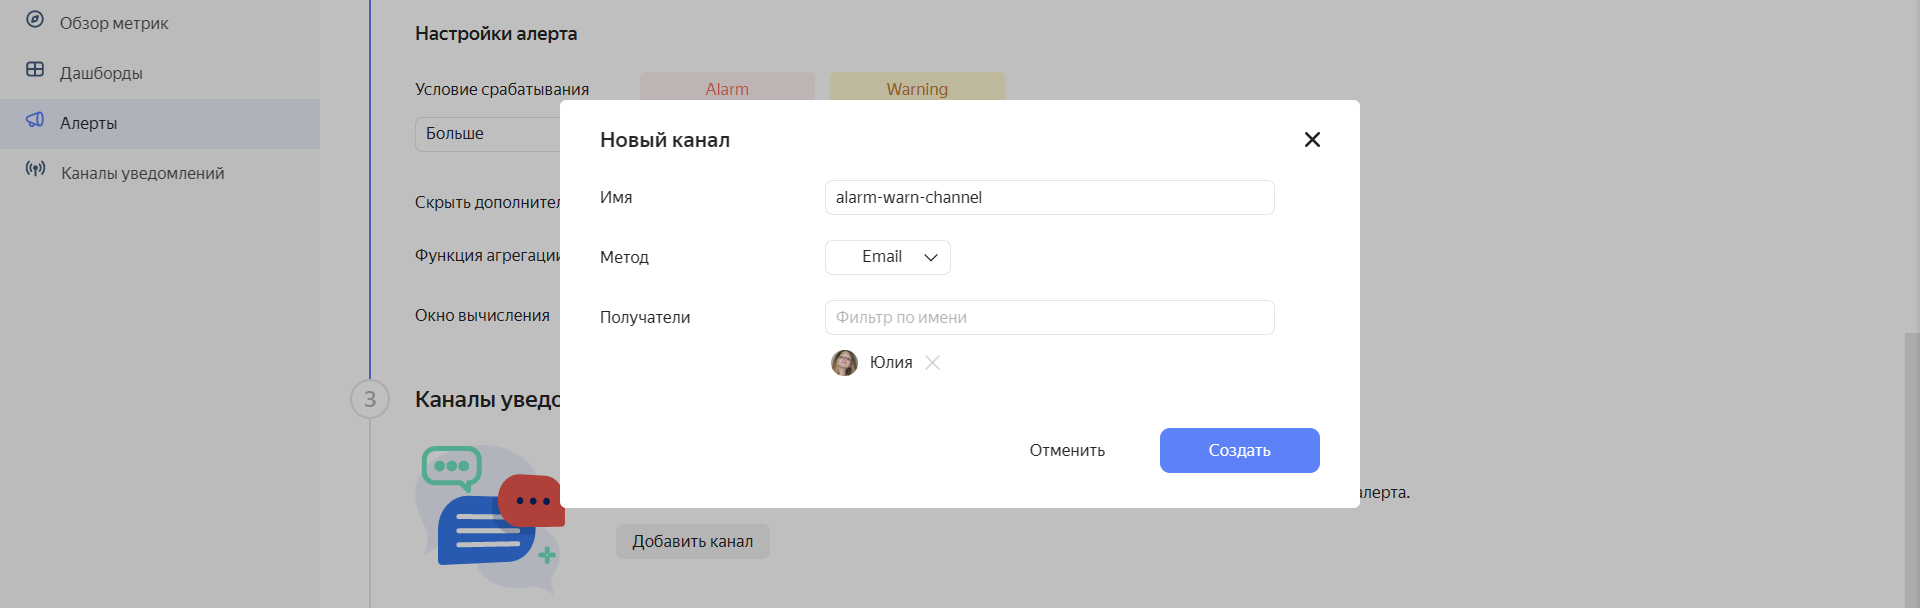 Обзор метрик
Дашборды
Алерты
Каналы уведомлений
Настройки алерта
Условие срабатывания
Alarm
Warning
Больше
Скрыть дополнител
Функция агрегации
Окно вычисления
3
Каналы уведо
алерта.
Добавить канал
Новый канал
Имя
alarm-warn-channel
Метод
Email
Получатели
Фильтр по имени
Юлия
Отменить
Создать